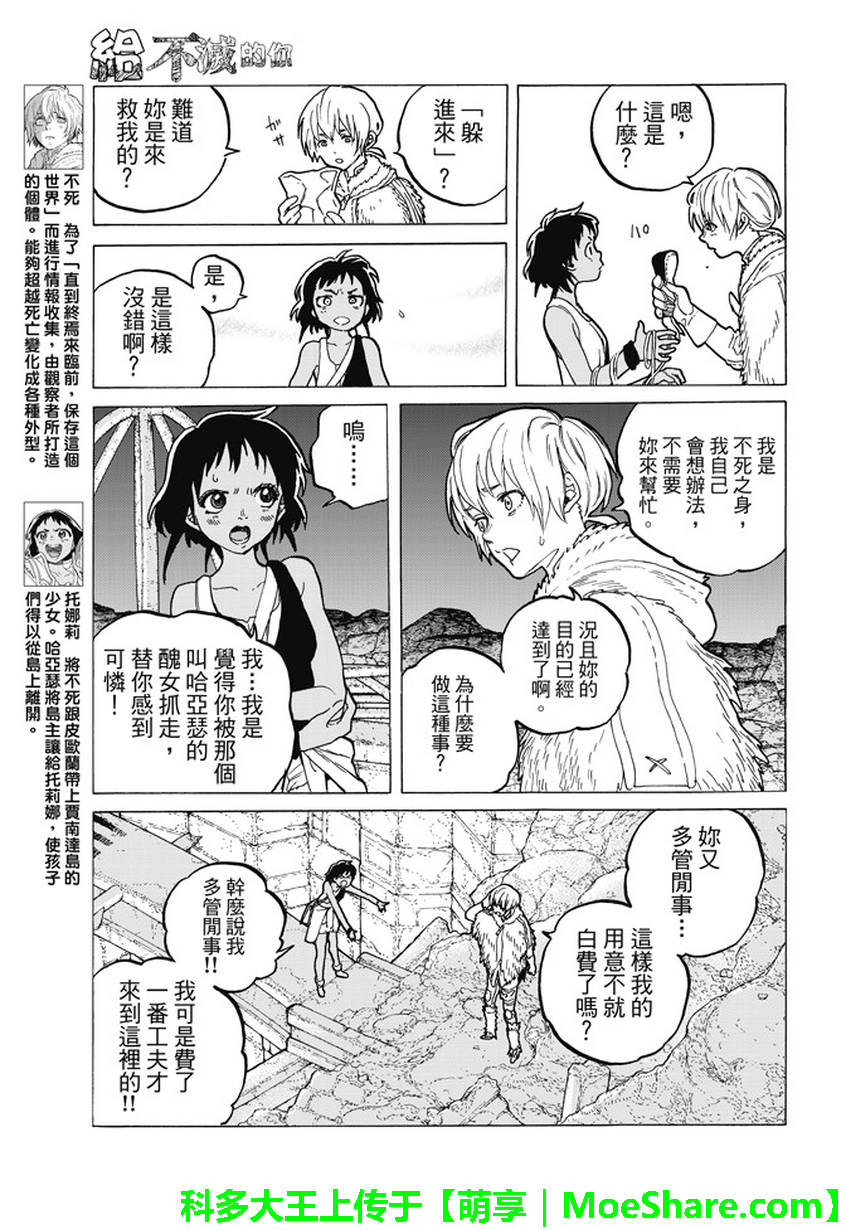 給不滅的你
嗯，
這是
什麼？
ハ
「躲
進來」？
難道
妳是來
救我的？
ガサ
是，
是這樣
沒錯啊？
我是
不死之身，
我自己
會想辦法，
不需要
妳來幫忙。
況且妳的
目的已經
達到了啊。
為什麼要
做這種事？
嗚……
我…我是
覺得你被那個
叫哈亞瑟的
醜女抓走，
替你感到
可憐！
妳又
多管閒事…
這樣我的
用意不就
白費了嗎？
幹麼說我
多管閒事!!
我可是費了
一番工夫才
來到這裡的!!
不死　為了「直到終焉來臨前，保存這個
世界」而進行情報收集，由觀察者所打造
的個體。能夠超越死亡變化成各種外型。
托娜莉　將不死跟皮歐蘭帶上賈南達島的
少女。哈亞瑟將島主讓給托莉娜，使孩子
們得以從島上離開。
科多大王上传于【萌享｜MoeShare.com】